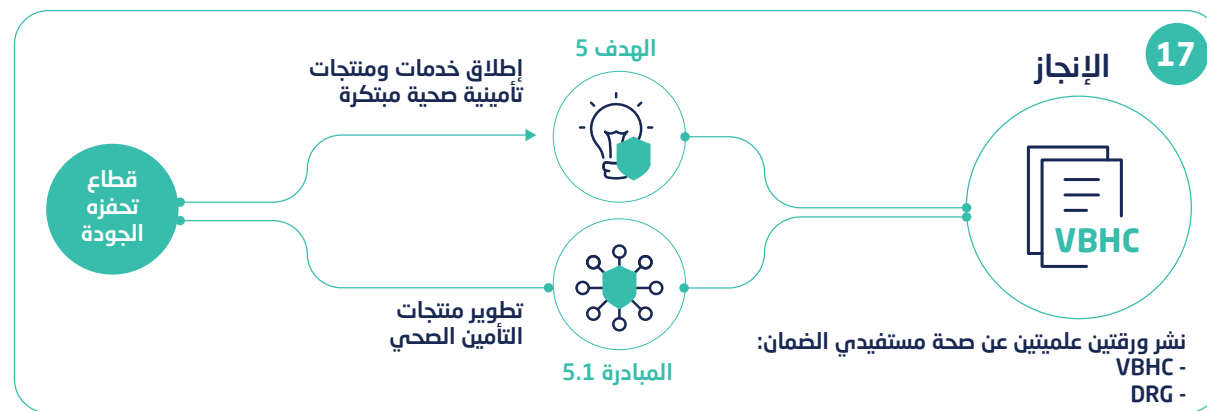 17
الإنجاز
VBHC
نشر ورقتين علميتين عن صحة مستفيدي الضمان:
- VBHC
- DRG
الهدف 5
إطلاق خدمات ومنتجات
تأمينية صحية مبتكرة
تطوير منتجات
التأمين الصحي
المبادرة 5.1
قطاع
تحفزه
الجودة